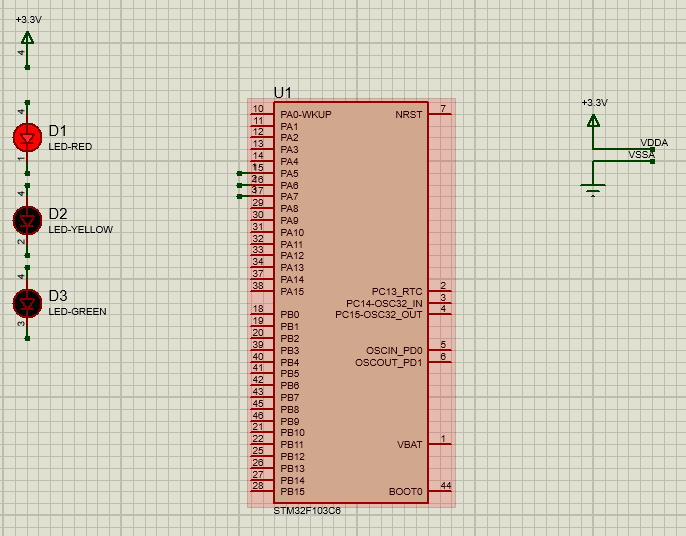 +3.3V
4
4
D1
LED-RED
1
4
D2
LED-YELLOW
2
4
D3
LED-GREEN
3
U1
10 PA0-WKUP NRST 7
11 PA1
12 PA2
13 PA3
14 PA4
15 PA5
1
16 PA6
2
17 PA7
3
29 PA8
30 PA9
31 PA10
32 PA11
33 PA12
34 PA13
37 PA14
38 PA15 PC13_RTC 2
PC14-OSC32_IN 3
18 PB0 PC15-OSC32_OUT 4
19 PB1
20 PB2
39 PB3 OSCIN_PD0 5
40 PB4 OSCOUT_PD1 6
41 PB5
42 PB6
43 PB7
45 PB8
46 PB9
21 PB10
22 PB11 VBAT 1
25 PB12
26 PB13
27 PB14
28 PB15 BOOT0 44
STM32F103C6
+3.3V
VDDA
VSSA